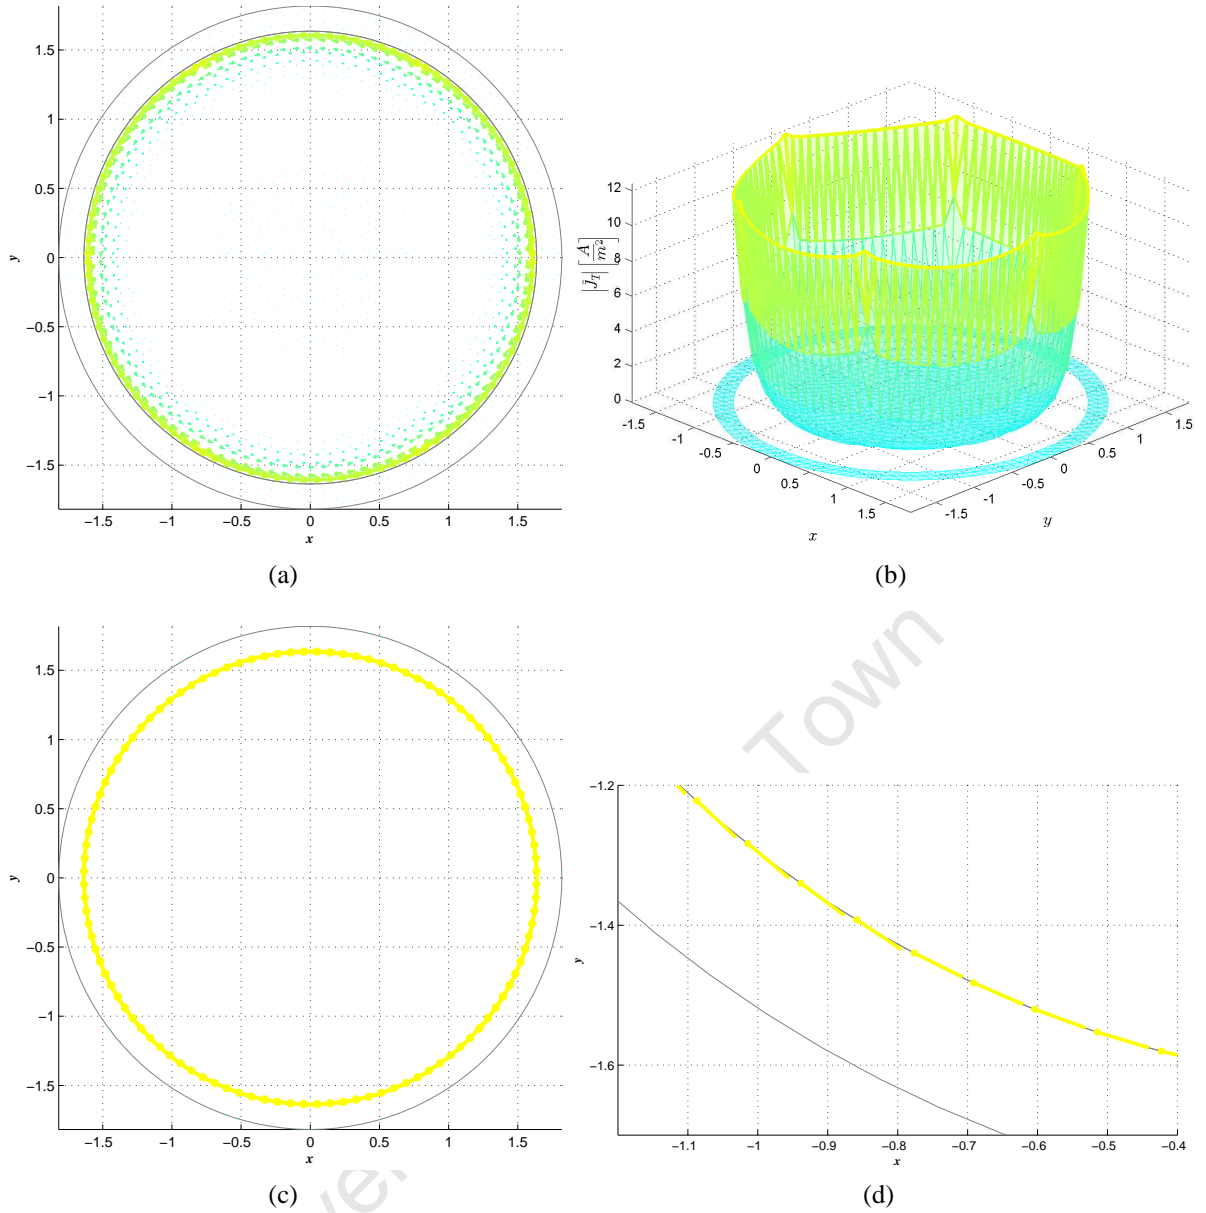 1.5
1
0.5
0
−0.5
−1
−1.5
y
−1.5 −1 −0.5 0 0.5 1 1.5
x
(a)
12
10
8
6
4
2
0
|J̄_T| [A/m²]
-1.5 -1 -0.5 0 0.5 1 1.5
x
-1.5 -1 -0.5 0 0.5 1 1.5
y
(b)
1.5
1
0.5
0
−0.5
−1
−1.5
y
−1.5 −1 −0.5 0 0.5 1 1.5
x
(c)
Town
−1.2
−1.4
−1.6
y
−1.1 −1 −0.9 −0.8 −0.7 −0.6 −0.5 −0.4
x
(d)